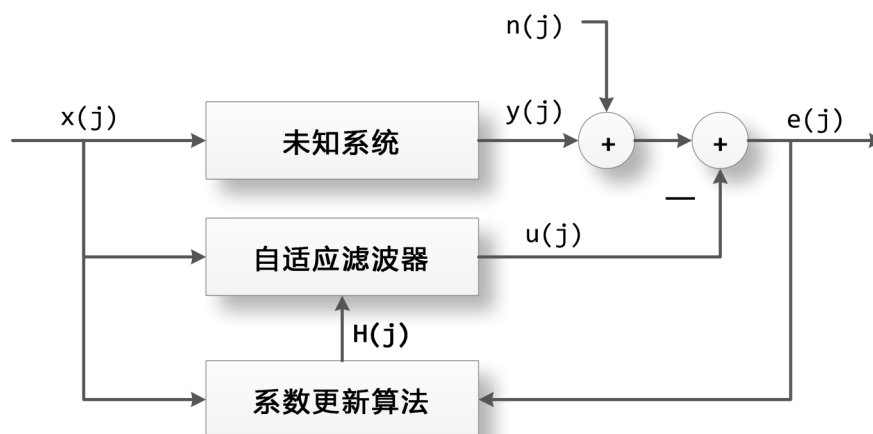 n(j)
x(j)
未知系统
y(j)
+
+
e(j)
—
自适应滤波器
u(j)
H(j)
系数更新算法